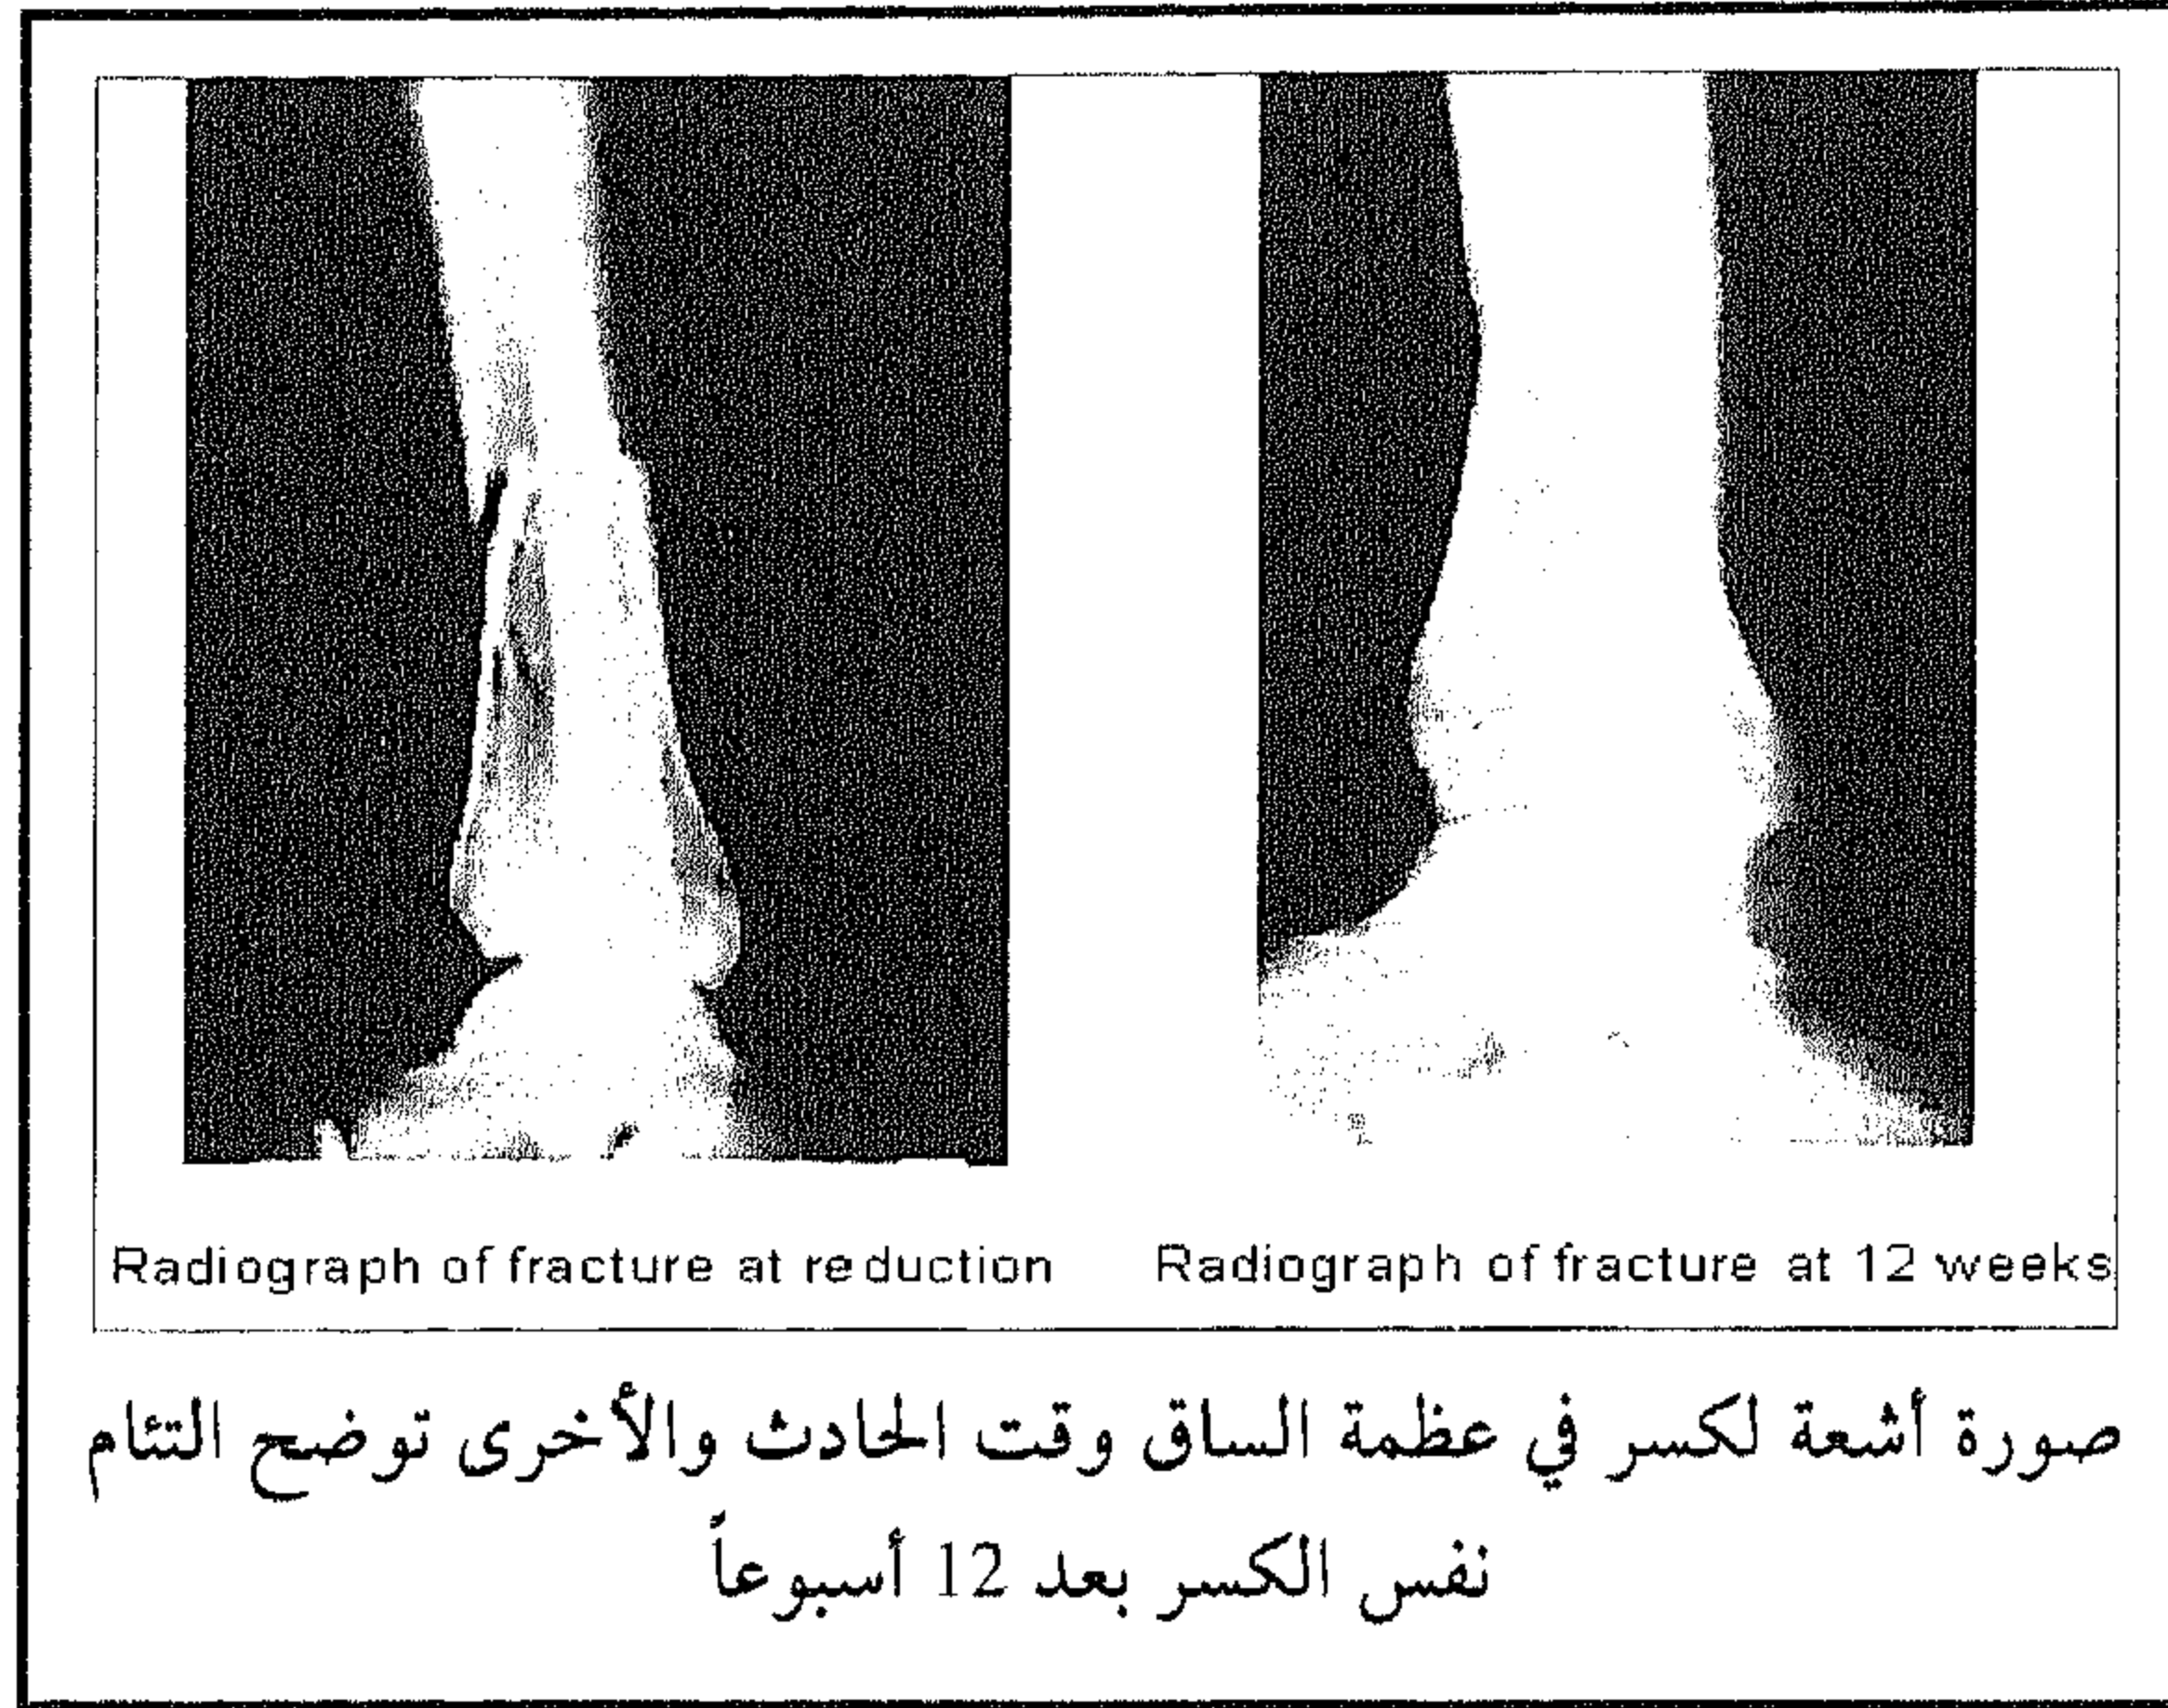 Radiograph of fracture at reduction
Radiograph of fracture at 12 weeks
صورة أشعة لكسر في عظمة الساق وقت الحادث والأخرى توضح التئام
نفس الكسر بعد 12 أسبوعاً